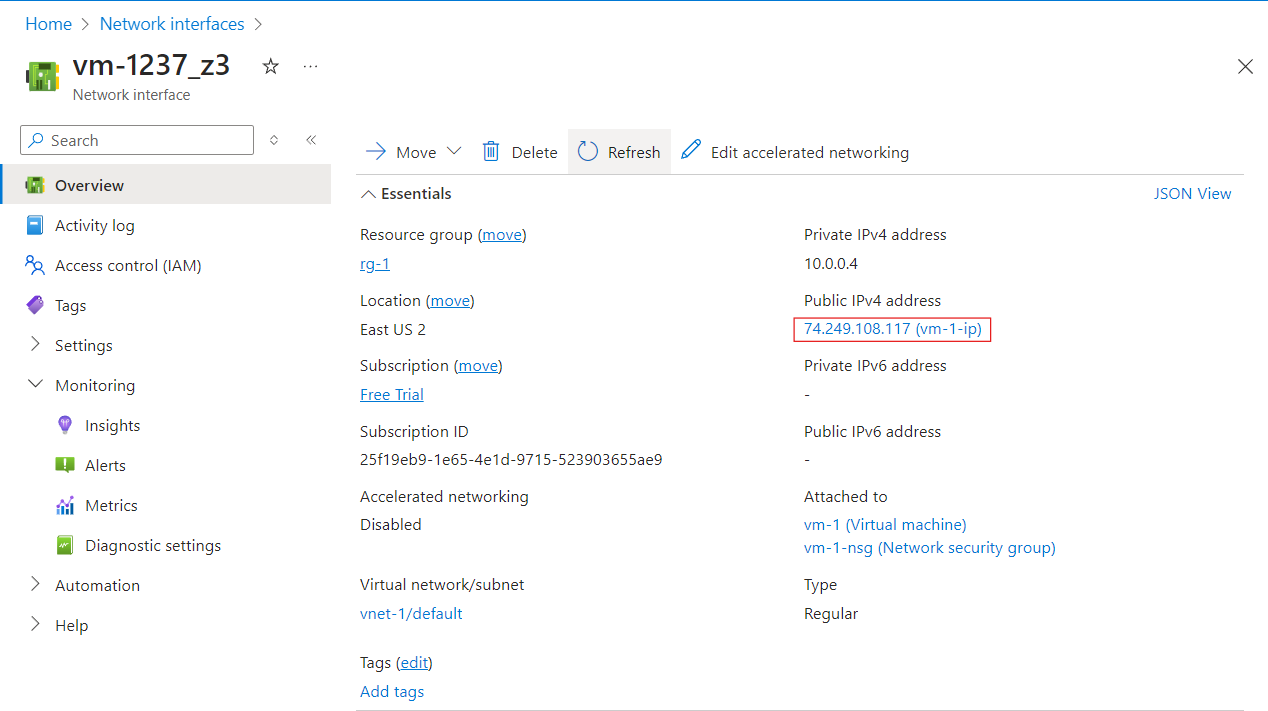 Home > Network interfaces >
vm-1237_z3
Network interface
Search
Overview
Activity log
Access control (IAM)
Tags
Settings
Monitoring
Insights
Alerts
Metrics
Diagnostic settings
Automation
Help
Move Delete Refresh Edit accelerated networking
Essentials JSON View
Resource group (move)
rg-1
Location (move)
East US 2
Subscription (move)
Free Trial
Subscription ID
25f19eb9-1e65-4e1d-9715-523903655ae9
Accelerated networking
Disabled
Virtual network/subnet
vnet-1/default
Private IPv4 address
10.0.0.4
Public IPv4 address
74.249.108.117 (vm-1-ip)
Private IPv6 address
-
Public IPv6 address
-
Attached to
vm-1 (Virtual machine)
vm-1-nsg (Network security group)
Type
Regular
Tags (edit)
Add tags